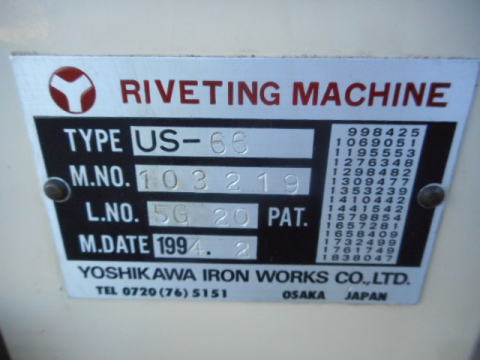 RIVETING MACHINE
TYPE US-66
M.NO. 103219
L.NO. 5G 20 PAT.
M.DATE 1994.2
998425
1069051
1195553
1276348
1298482
1309477
1353239
1410442
1441542
1579854
1657281
1658409
1732499
1761749
1838047
YOSHIKAWA IRON WORKS CO., LTD.
TEL 0720(76)5151 OSAKA JAPAN